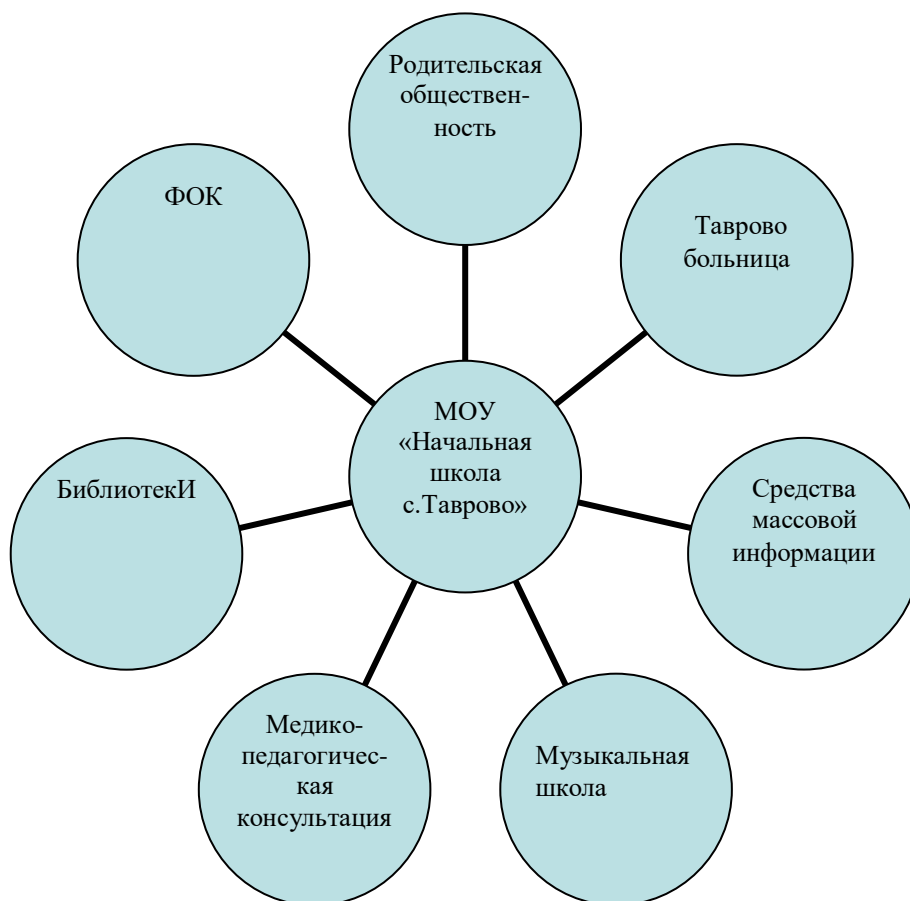 Родительская
обществен-
ность
ФОК
Таврово
больница
МОУ
«Начальная
школа
с.Таврово»
БиблиотекИ
Средства
массовой
информации
Медико-
педагогичес-
кая
консультация
Музыкальная
школа